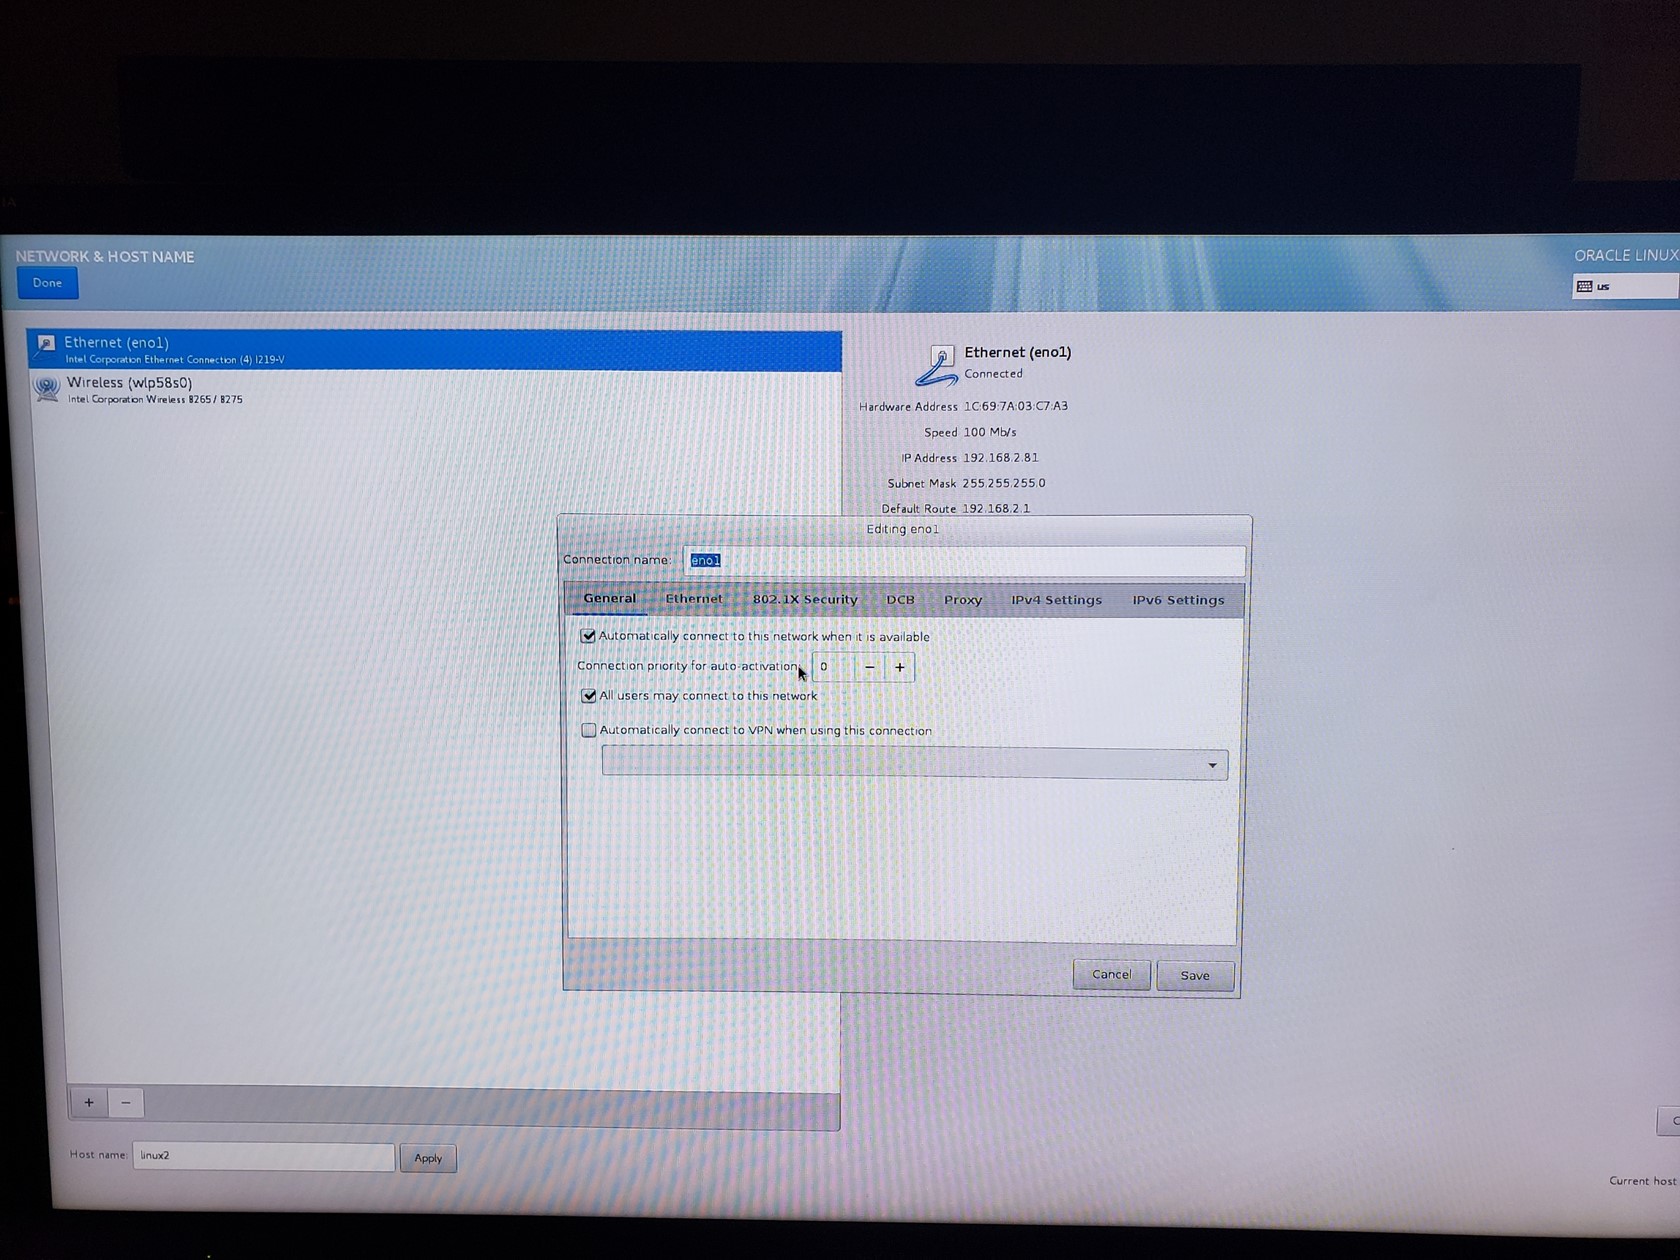 NETWORK & HOST NAME
Done
ORACLE LINUX
us
Ethernet (eno1)
Intel Corporation Ethernet Connection (4) I219-V
Wireless (wlp58s0)
Intel Corporation Wireless 8265 / 8275
Ethernet (eno1)
Connected
Hardware Address 1C:69:7A:03:C7:A3
Speed 100 Mb/s
IP Address 192.168.2.81
Subnet Mask 255.255.255.0
Default Route 192.168.2.1
Editing eno1
Connection name: eno1
General Ethernet 802.1X Security DCB Proxy IPv4 Settings IPv6 Settings
Automatically connect to this network when it is available
Connection priority for auto-activation: 0 − +
All users may connect to this network
Automatically connect to VPN when using this connection
Cancel Save
+ −
Host name: linux2 Apply
Current host